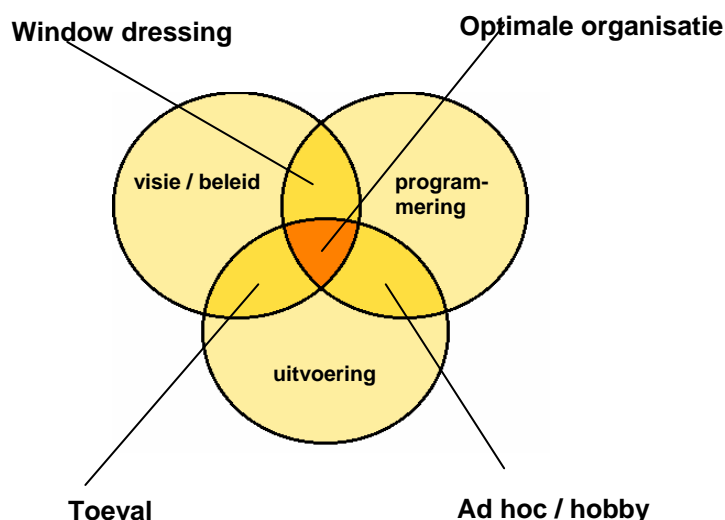 Window dressing
Optimale organisatie
visie / beleid
program-
mering
uitvoering
Toeval
Ad hoc / hobby